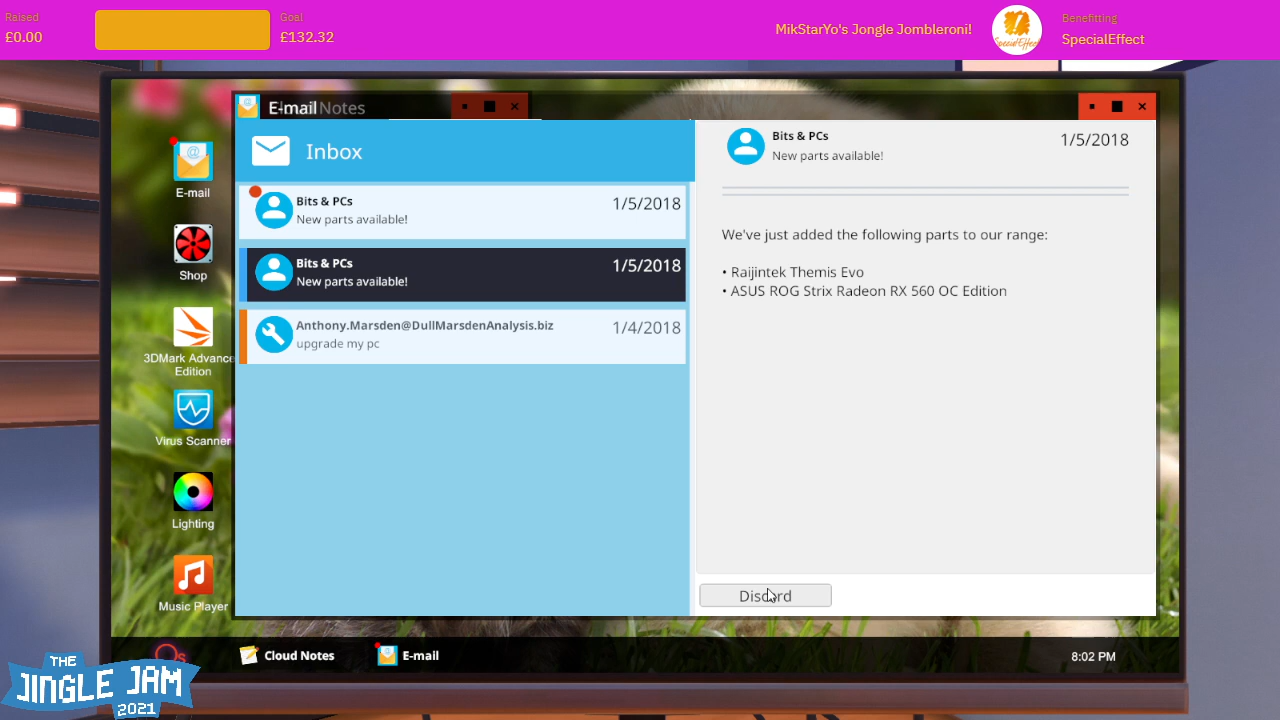 Raised
£0.00
Goal
£132.32
MikStarYo's Jongle Jombleroni!
SpecialEffect
Benefitting
SpecialEffect
E-mail Notes
E-mail
Shop
3DMark Advance
Edition
Virus Scanner
Lighting
Music Player
Inbox
Bits & PCs
New parts available!
1/5/2018
Bits & PCs
New parts available!
1/5/2018
Anthony.Marsden@DullMarsdenAnalysis.biz
upgrade my pc
1/4/2018
Bits & PCs
New parts available!
1/5/2018
We've just added the following parts to our range:
• Raijintek Themis Evo
• ASUS ROG Strix Radeon RX 560 OC Edition
Discard
Cloud Notes
E-mail
8:02 PM
THE
JINGLE JAM
2021